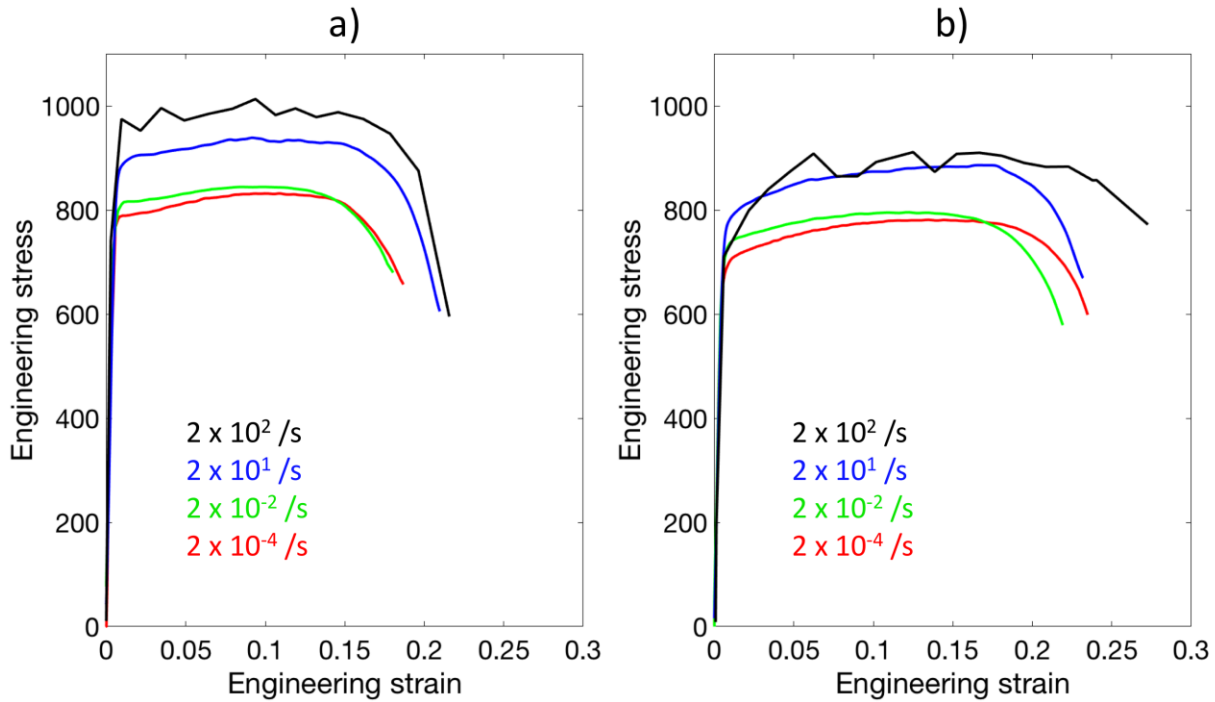 a)
Engineering stress
1000
800
600
400
200
0
2 x 10² /s
2 x 10¹ /s
2 x 10⁻² /s
2 x 10⁻⁴ /s
0 0.05 0.1 0.15 0.2 0.25 0.3
Engineering strain
b)
Engineering stress
1000
800
600
400
200
0
2 x 10² /s
2 x 10¹ /s
2 x 10⁻² /s
2 x 10⁻⁴ /s
0 0.05 0.1 0.15 0.2 0.25 0.3
Engineering strain